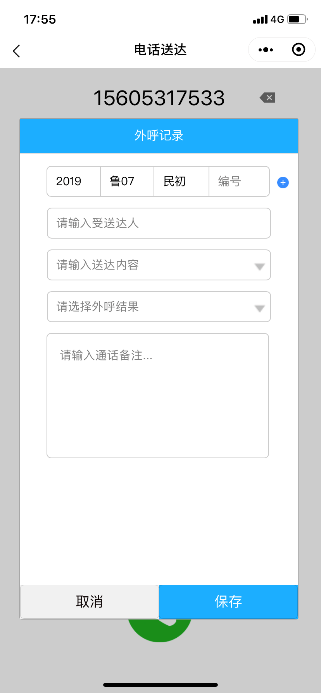 17:55 4G
电话送达
15605317533
外呼记录
2019 鲁07 民初 编号
请输入受送达人
请输入送达内容
请选择外呼结果
请输入通话备注...
取消 保存